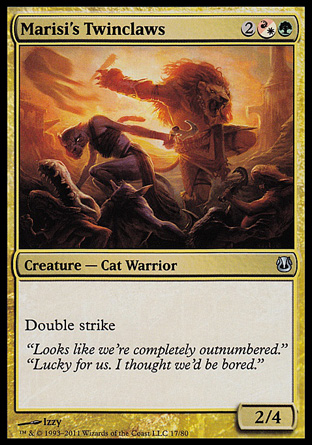 Marisi's Twinclaws 2
Creature — Cat Warrior
Double strike
"Looks like we're completely outnumbered."
"Lucky for us. I thought we'd be bored."
Izzy
™ & © 1993–2011 Wizards of the Coast LLC 17/80
2/4